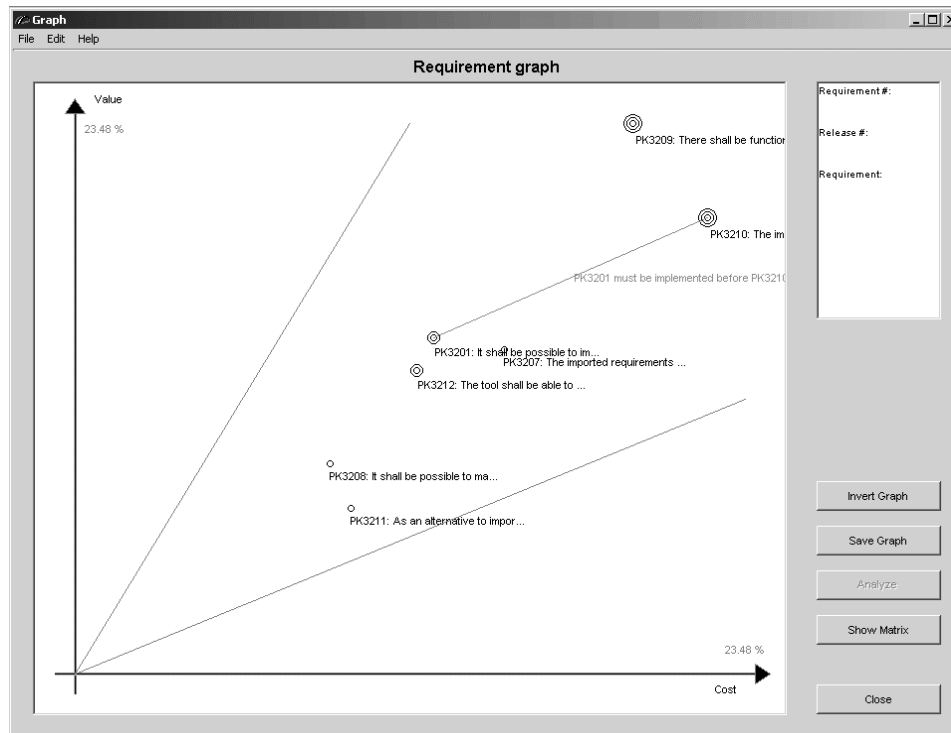 Graph
File Edit Help
Requirement graph
Value
23.48 %
PK3209: There shall be function
PK3210: The im
PK3201 must be implemented before PK3210
PK3201: It shall be possible to im...
PK3207: The imported requirements ...
PK3212: The tool shall be able to ...
PK3208: It shall be possible to ma...
PK3211: As an alternative to impor...
23.48 %
Cost
Requirement #:
Release #:
Requirement:
Invert Graph
Save Graph
Analyze
Show Matrix
Close